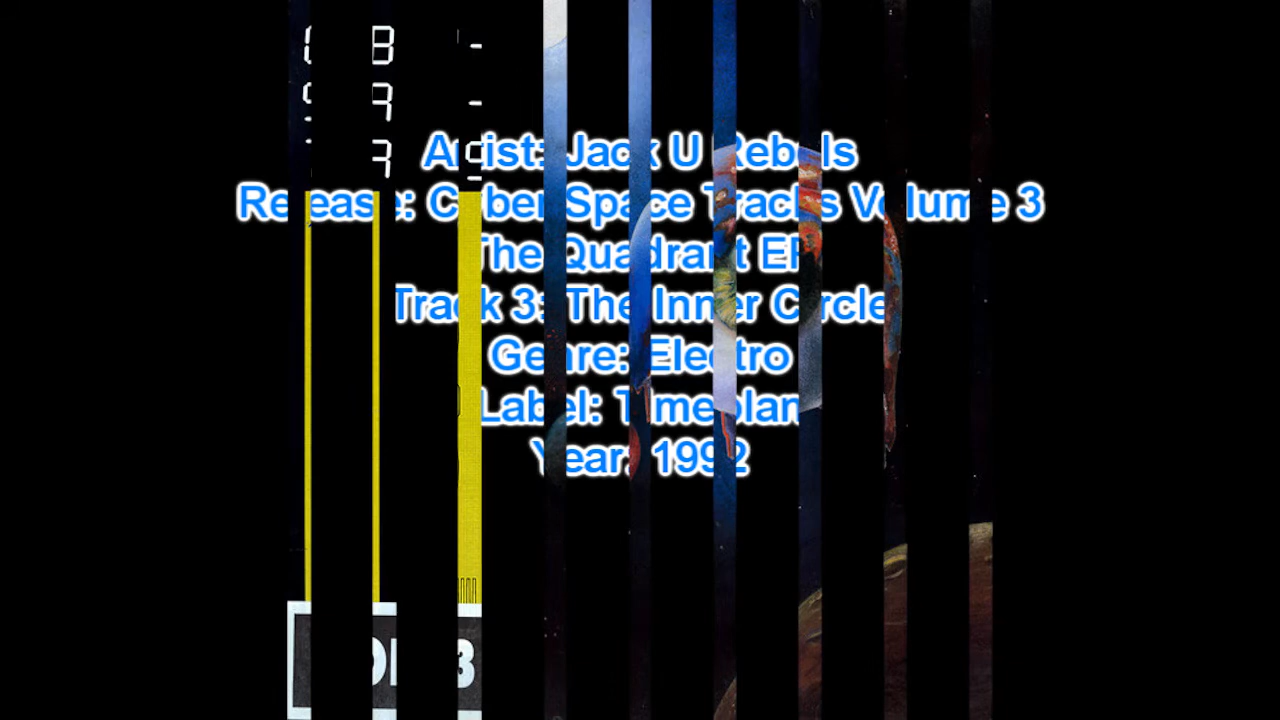 Artist: Jack U Rebels
Release: Cyber Space Tracks Volume 3
The Quadrant EP
Track 3: The Inner Circle
Genre: Electro
Label: Timeplan
Year: 1992